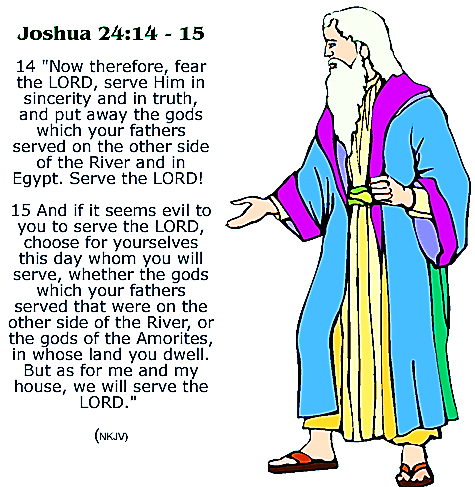 Joshua 24:14 - 15
14 "Now therefore, fear
the LORD, serve Him in
sincerity and in truth,
and put away the gods
which your fathers
served on the other side
of the River and in
Egypt. Serve the LORD!
15 And if it seems evil to
you to serve the LORD,
choose for yourselves
this day whom you will
serve, whether the gods
which your fathers
served that were on the
other side of the River, or
the gods of the Amorites,
in whose land you dwell.
But as for me and my
house, we will serve the
LORD."
(NKJV)